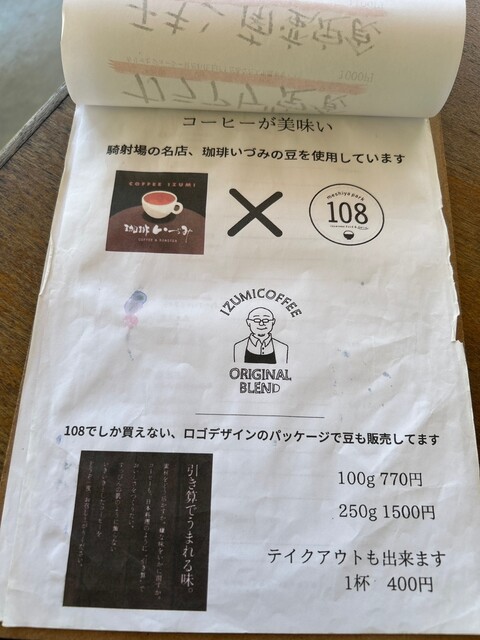 コーヒーが美味い
騎射場の名店、珈琲いづみの豆を使用しています
COFFEE IZUMI
珈琲いづみ
meshiya park
108
IZUMICOFFEE
ORIGINAL
BLEND
108でしか買えない、ロゴデザインのパッケージで豆も販売してます
引き算でうまれる味。
100g 770円
250g 1500円
テイクアウトも出来ます
1杯 400円